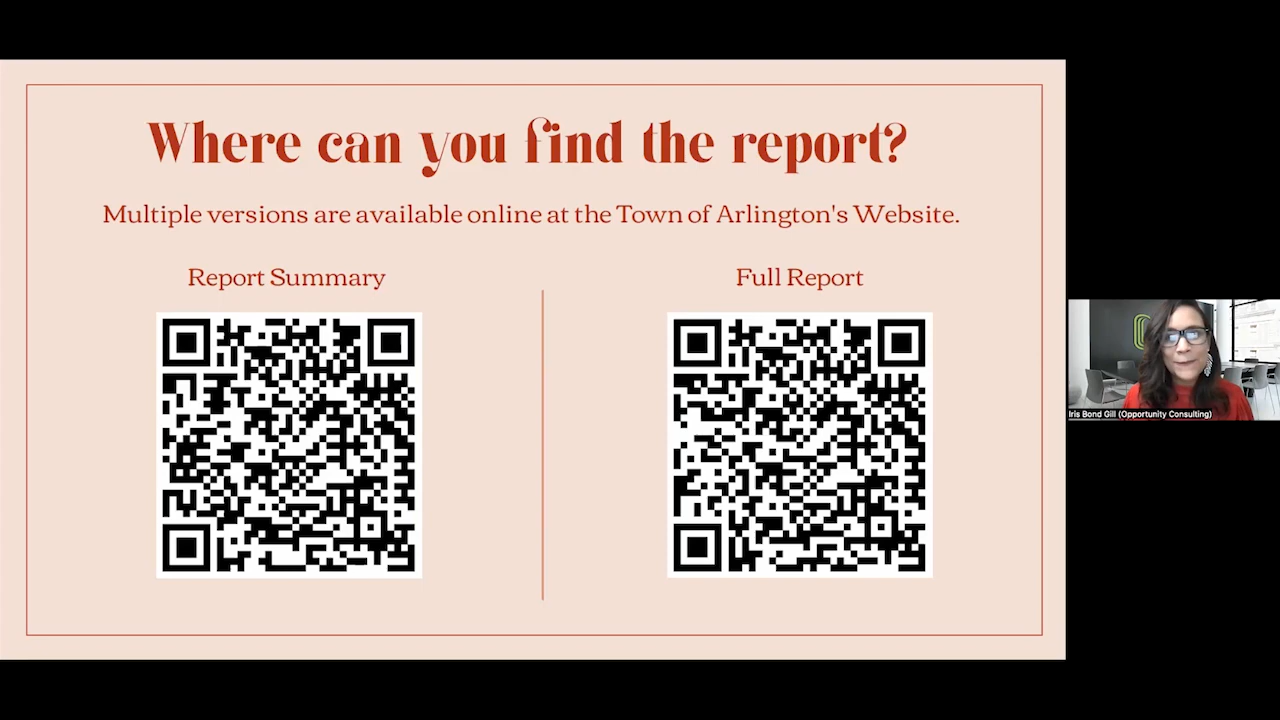 Where can you find the report?
Multiple versions are available online at the Town of Arlington's Website.
Report Summary
Full Report
Iris Bond Gill (Opportunity Consulting)